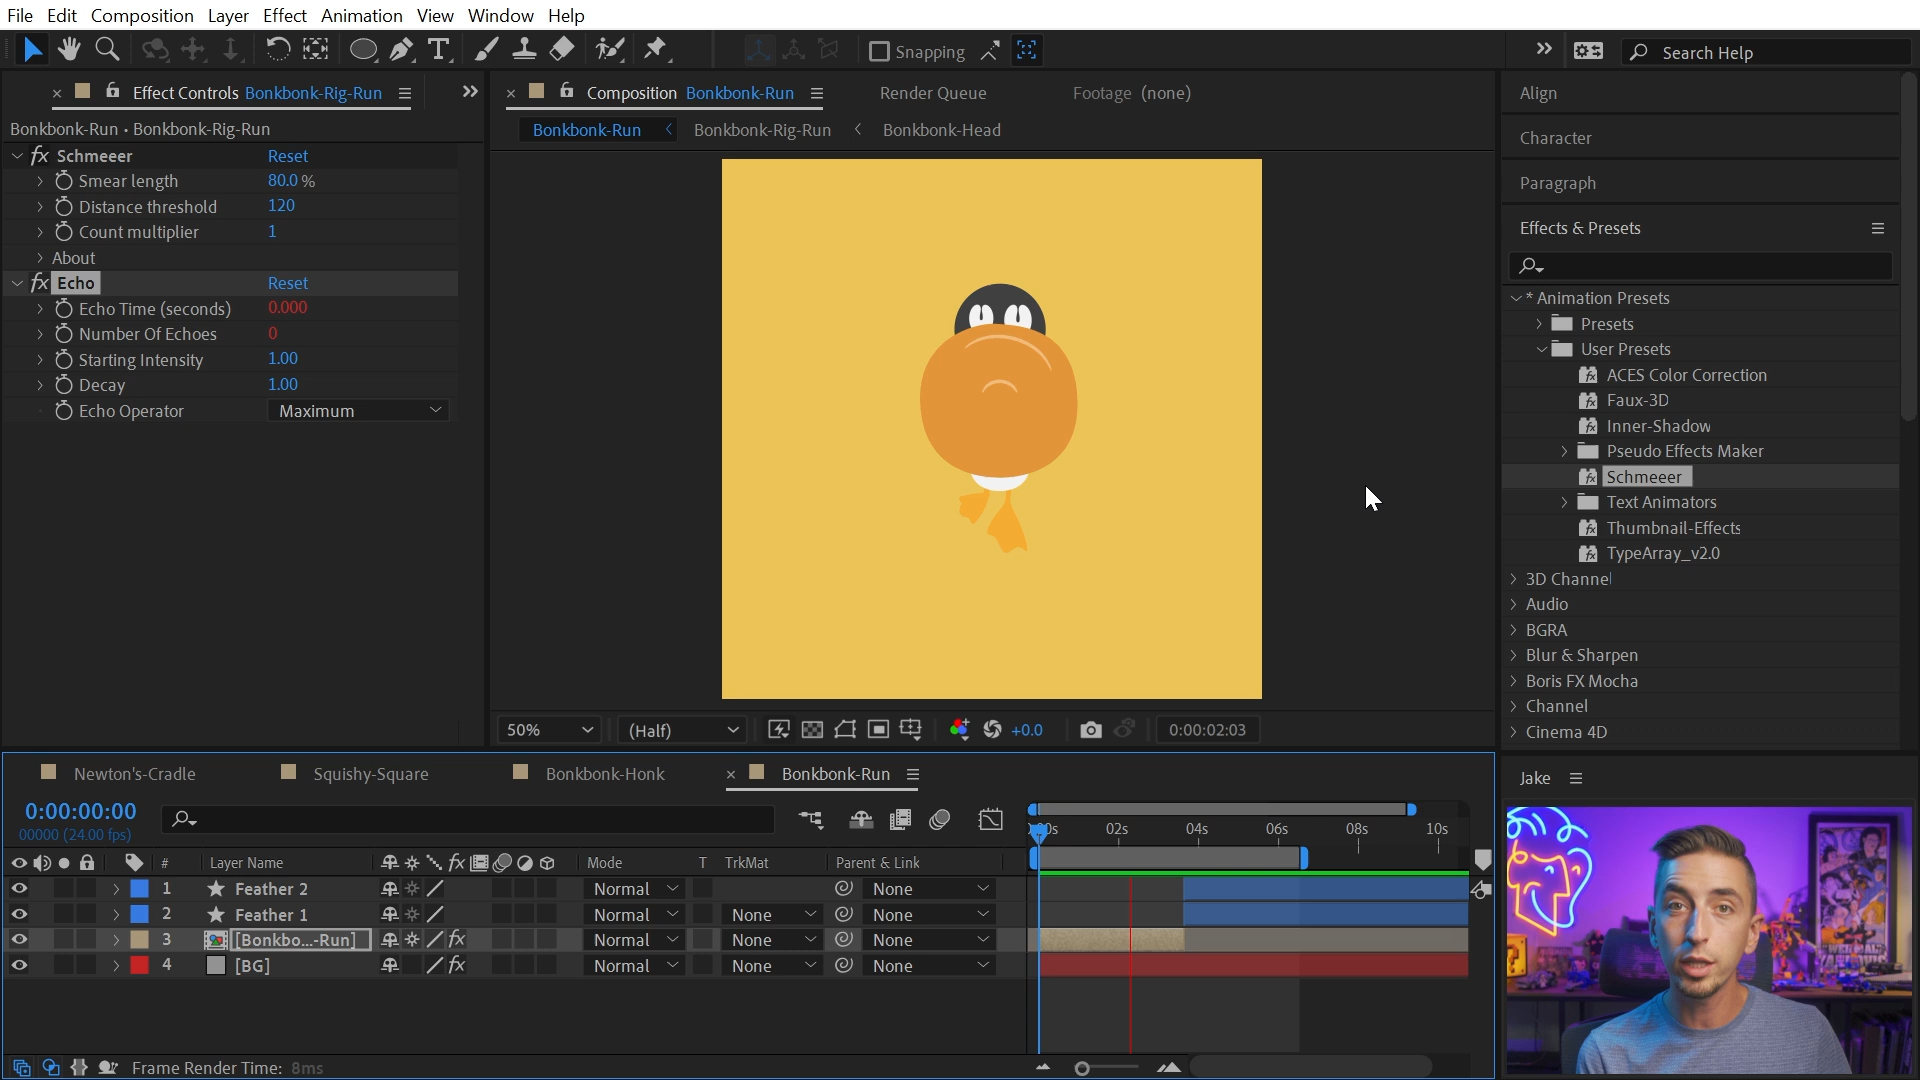 File Edit Composition Layer Effect Animation View Window Help
Snapping
Search Help
Effect Controls Bonkbonk-Rig-Run
Bonkbonk-Run • Bonkbonk-Rig-Run
fx Schmeeer Reset
Smear length 80.0 %
Distance threshold 120
Count multiplier 1
About
fx Echo Reset
Echo Time (seconds) 0.000
Number Of Echoes 0
Starting Intensity 1.00
Decay 1.00
Echo Operator Maximum
Composition Bonkbonk-Run Render Queue Footage (none)
Bonkbonk-Run Bonkbonk-Rig-Run Bonkbonk-Head
50% (Half) +0.0 0:00:02:03
Align
Character
Paragraph
Effects & Presets
* Animation Presets
Presets
User Presets
ACES Color Correction
Faux-3D
Inner-Shadow
Pseudo Effects Maker
Schmeeer
Text Animators
Thumbnail-Effects
TypeArray_v2.0
3D Channel
Audio
BGRA
Blur & Sharpen
Boris FX Mocha
Channel
Cinema 4D
Newton's-Cradle Squishy-Square Bonkbonk-Honk Bonkbonk-Run
0:00:00:00
00000 (24.00 fps)
02s 04s 06s 08s 10s
# Layer Name fx Mode T TrkMat Parent & Link
1 Feather 2 Normal None
2 Feather 1 Normal None None
3 [Bonkbo...-Run] fx Normal None None
4 [BG] fx Normal None None
Frame Render Time: 8ms
Jake